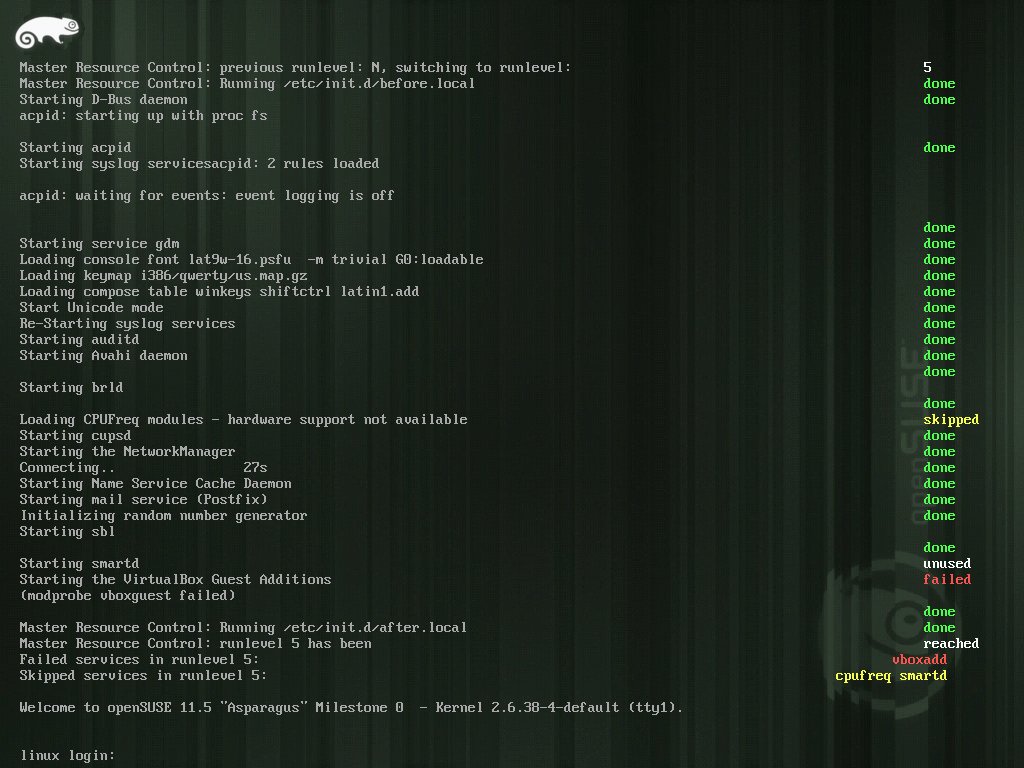 Master Resource Control: previous runlevel: N, switching to runlevel: 5
Master Resource Control: Running /etc/init.d/before.local done
Starting D-Bus daemon done
acpid: starting up with proc fs
Starting acpid done
Starting syslog servicesacpid: 2 rules loaded
acpid: waiting for events: event logging is off
done
Starting service gdm done
Loading console font lat9w-16.psfu  -m trivial G0:loadable done
Loading keymap i386/qwerty/us.map.gz done
Loading compose table winkeys shiftctrl latin1.add done
Start Unicode mode done
Re-Starting syslog services done
Starting auditd done
Starting Avahi daemon done
done
Starting brld
done
Loading CPUFreq modules - hardware support not available skipped
Starting cupsd done
Starting the NetworkManager done
Connecting.. 27s done
Starting Name Service Cache Daemon done
Starting mail service (Postfix) done
Initializing random number generator done
Starting sbl
done
Starting smartd unused
Starting the VirtualBox Guest Additions failed
(modprobe vboxguest failed)
done
Master Resource Control: Running /etc/init.d/after.local done
Master Resource Control: runlevel 5 has been reached
Failed services in runlevel 5: vboxadd
Skipped services in runlevel 5: cpufreq smartd
Welcome to openSUSE 11.5 "Asparagus" Milestone 0  - Kernel 2.6.38-4-default (tty1).
linux login:
openSUSE